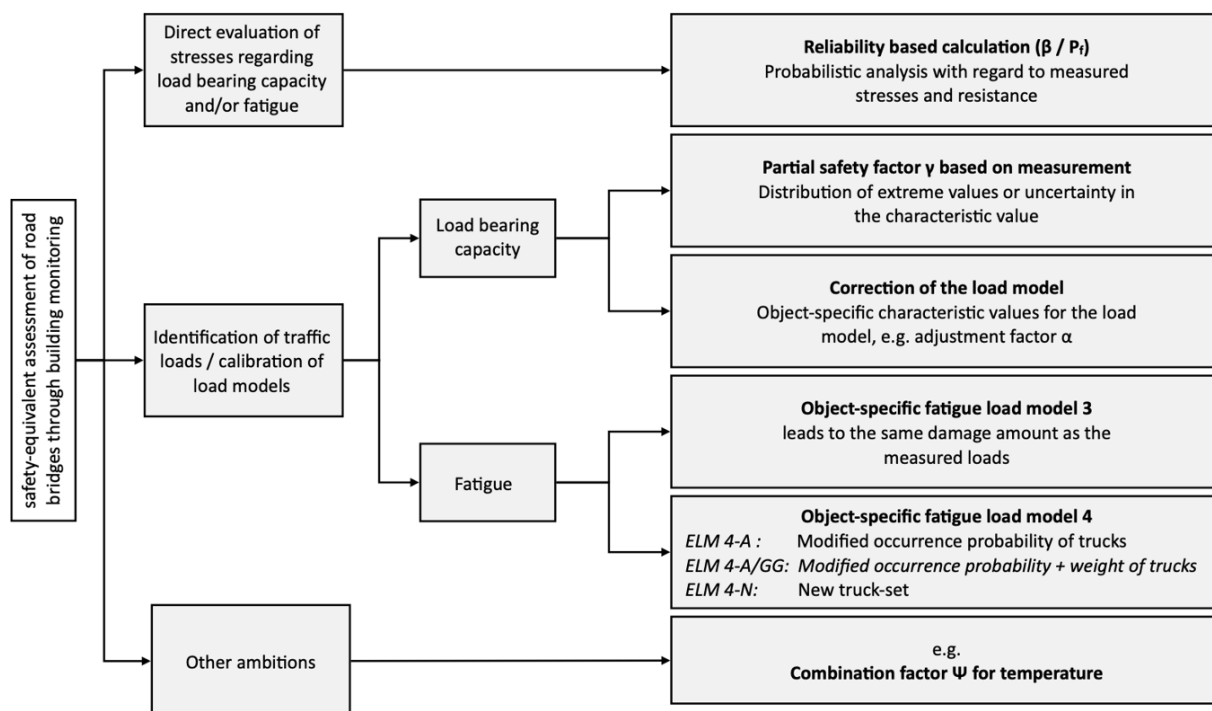 safety-equivalent assessment of road
bridges through building monitoring
Direct evaluation of
stresses regarding
load bearing capacity
and/or fatigue
Reliability based calculation (β / Pf)
Probabilistic analysis with regard to measured
stresses and resistance
Identification of traffic
loads / calibration of
load models
Load bearing
capacity
Partial safety factor γ based on measurement
Distribution of extreme values or uncertainty in
the characteristic value
Correction of the load model
Object-specific characteristic values for the load
model, e.g. adjustment factor α
Fatigue
Object-specific fatigue load model 3
leads to the same damage amount as the
measured loads
Object-specific fatigue load model 4
ELM 4-A : Modified occurrence probability of trucks
ELM 4-A/GG: Modified occurrence probability + weight of trucks
ELM 4-N: New truck-set
Other ambitions
e.g.
Combination factor Ψ for temperature